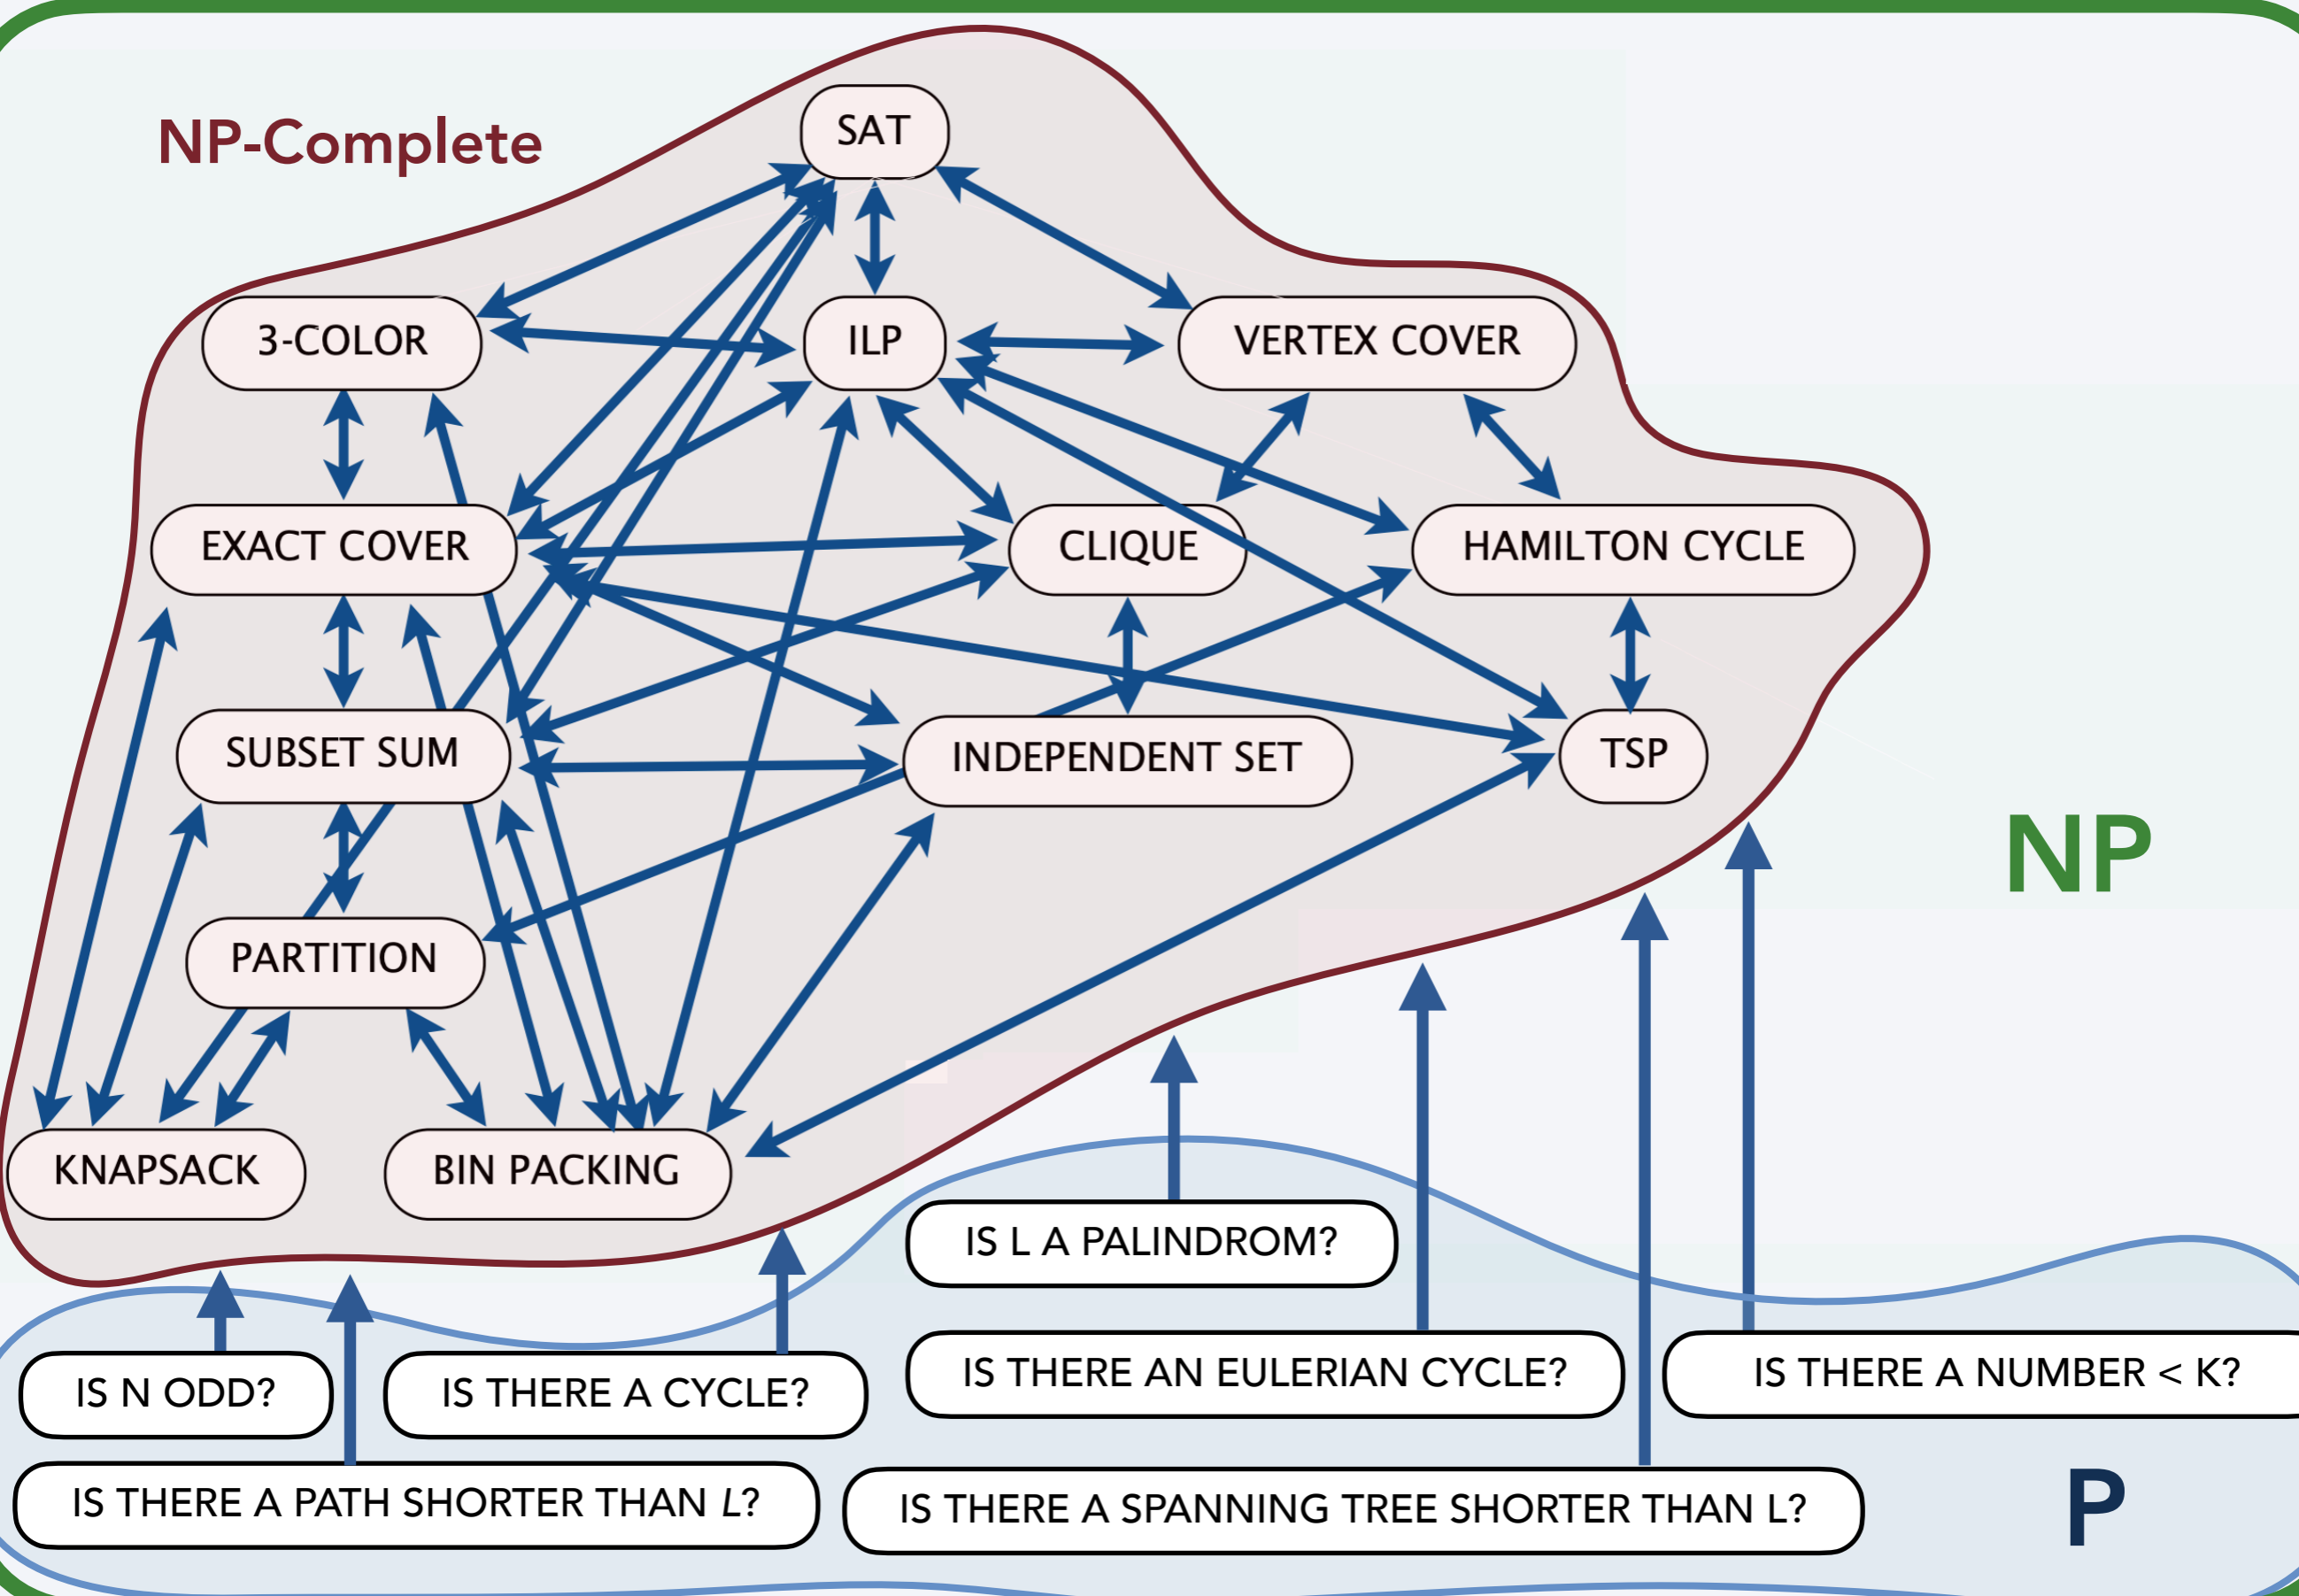 SAT
NP-Complete
3-COLOR
ILP
VERTEX COVER
EXACT COVER
CLIQUE
HAMILTON CYCLE
SUBSET SUM
INDEPENDENT SET
TSP
NP
PARTITION
KNAPSACK
BIN PACKING
IS L A PALINDROM?
IS N ODD?
IS THERE A CYCLE?
IS THERE AN EULERIAN CYCLE?
IS THERE A NUMBER < K?
IS THERE A PATH SHORTER THAN L?
IS THERE A SPANNING TREE SHORTER THAN L?
P